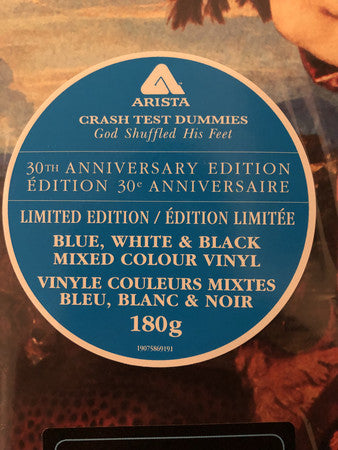 ARISTA
CRASH TEST DUMMIES
God Shuffled His Feet
30TH ANNIVERSARY EDITION
ÉDITION 30e ANNIVERSAIRE
LIMITED EDITION / ÉDITION LIMITÉE
BLUE, WHITE & BLACK
MIXED COLOUR VINYL
VINYLE COULEURS MIXTES
BLEU, BLANC & NOIR
180g
19075869191